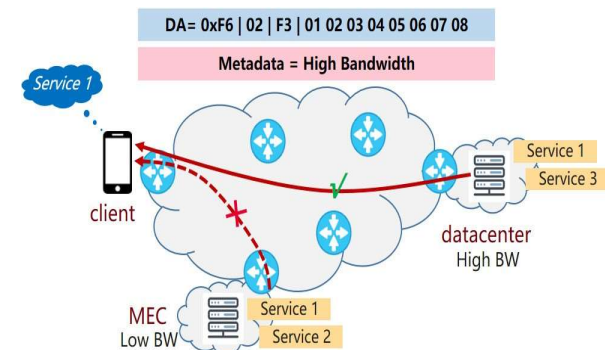 DA= 0xF6 | 02 | F3 | 01 02 03 04 05 06 07 08
Metadata = High Bandwidth
Service 1
client
Service 1
Service 3
datacenter
High BW
MEC
Low BW
Service 1
Service 2